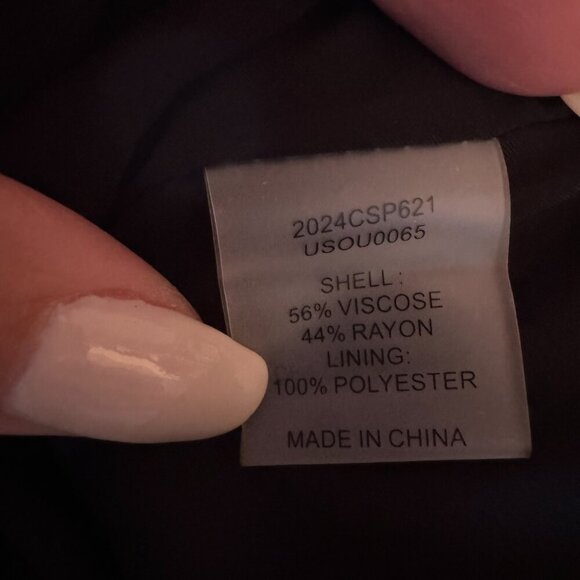 2024CSP621
USOU0065
SHELL:
56% VISCOSE
44% RAYON
LINING:
100% POLYESTER
MADE IN CHINA